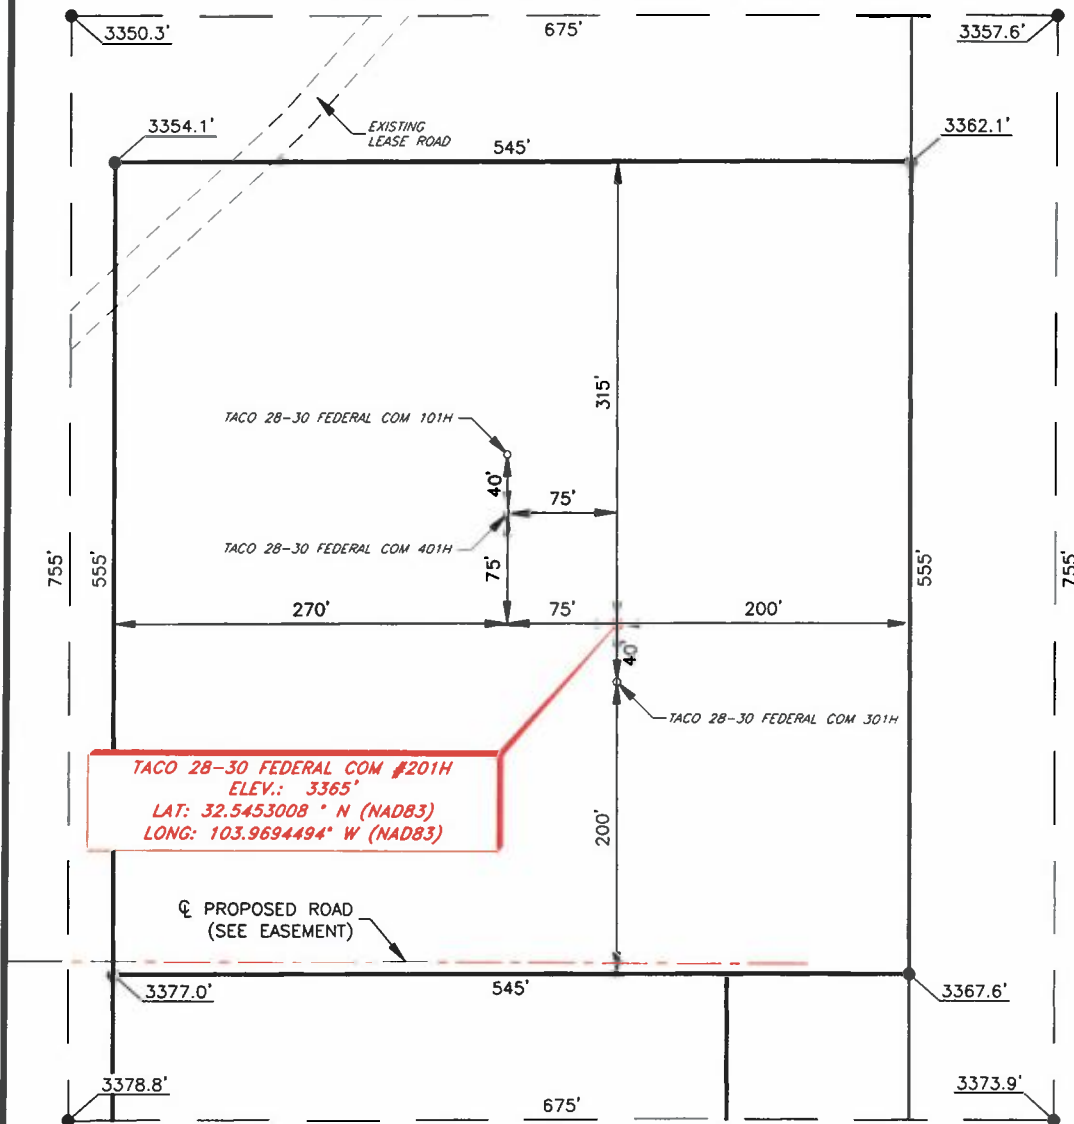 3350.3'
675'
3357.6'
3354.1'
EXISTING
LEASE ROAD
545'
3362.1'
315'
TACO 28-30 FEDERAL COM 101H
40'
75'
TACO 28-30 FEDERAL COM 401H
75'
755'
555'
555'
755'
270'
75'
200'
40'
TACO 28-30 FEDERAL COM 301H
TACO 28-30 FEDERAL COM #201H
ELEV.: 3365'
LAT: 32.5453008 ° N (NAD83)
LONG: 103.9694494° W (NAD83)
200'
℄ PROPOSED ROAD
(SEE EASEMENT)
3377.0'
545'
3367.6'
3378.8'
675'
3373.9'